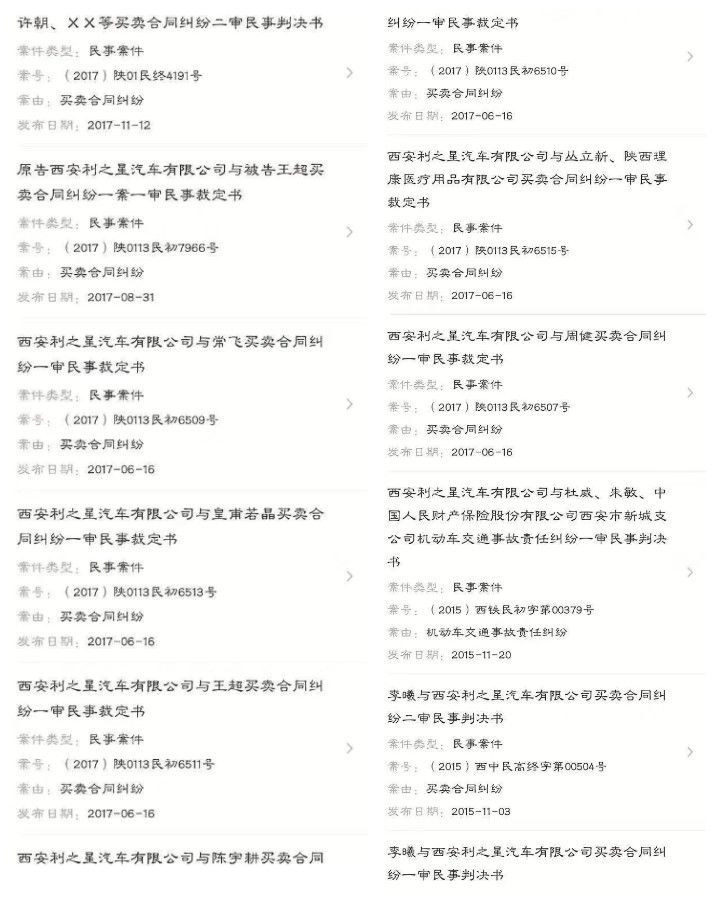 许朝、××等买卖合同纠纷二审民事判决书
案件类型：民事案件
案号：（2017）陕01民终4191号
案由：买卖合同纠纷
发布日期：2017-11-12
原告西安利之星汽车有限公司与被告王超买
卖合同纠纷一案一审民事裁定书
案件类型：民事案件
案号：（2017）陕0113民初7966号
案由：买卖合同纠纷
发布日期：2017-08-31
西安利之星汽车有限公司与常飞买卖合同纠
纷一审民事裁定书
案件类型：民事案件
案号：（2017）陕0113民初6509号
案由：买卖合同纠纷
发布日期：2017-06-16
西安利之星汽车有限公司与皇甫若晶买卖合
同纠纷一审民事裁定书
案件类型：民事案件
案号：（2017）陕0113民初6513号
案由：买卖合同纠纷
发布日期：2017-06-16
西安利之星汽车有限公司与王超买卖合同纠
纷一审民事裁定书
案件类型：民事案件
案号：（2017）陕0113民初6511号
案由：买卖合同纠纷
发布日期：2017-06-16
西安利之星汽车有限公司与陈宇耕买卖合同
纠纷一审民事裁定书
案件类型：民事案件
案号：（2017）陕0113民初6510号
案由：买卖合同纠纷
发布日期：2017-06-16
西安利之星汽车有限公司与丛立新、陕西理
康医疗用品有限公司买卖合同纠纷一审民事
裁定书
案件类型：民事案件
案号：（2017）陕0113民初6515号
案由：买卖合同纠纷
发布日期：2017-06-16
西安利之星汽车有限公司与周健买卖合同纠
纷一审民事裁定书
案件类型：民事案件
案号：（2017）陕0113民初6507号
案由：买卖合同纠纷
发布日期：2017-06-16
西安利之星汽车有限公司与杜威、朱敏、中
国人民财产保险股份有限公司西安市新城支
公司机动车交通事故责任纠纷一审民事判决
书
案件类型：民事案件
案号：（2015）西铁民初字第00379号
案由：机动车交通事故责任纠纷
发布日期：2015-11-20
李曦与西安利之星汽车有限公司买卖合同纠
纷二审民事判决书
案件类型：民事案件
案号：（2015）西中民高终字第00504号
案由：买卖合同纠纷
发布日期：2015-11-03
李曦与西安利之星汽车有限公司买卖合同纠
纷一审民事判决书